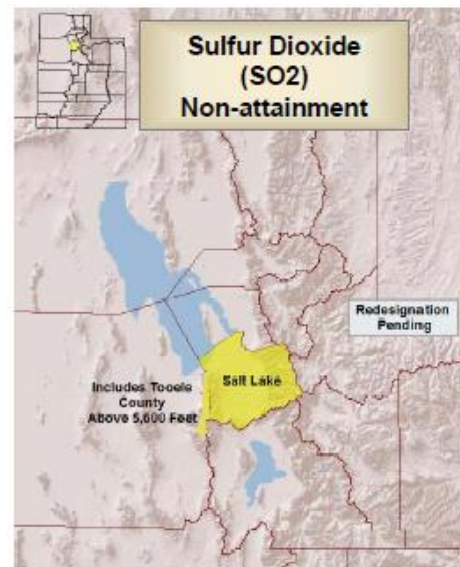 Sulfur Dioxide
(SO2)
Non-attainment
Redesignation
Pending
Salt Lake
Includes Tooele
County
Above 5,600 Feet